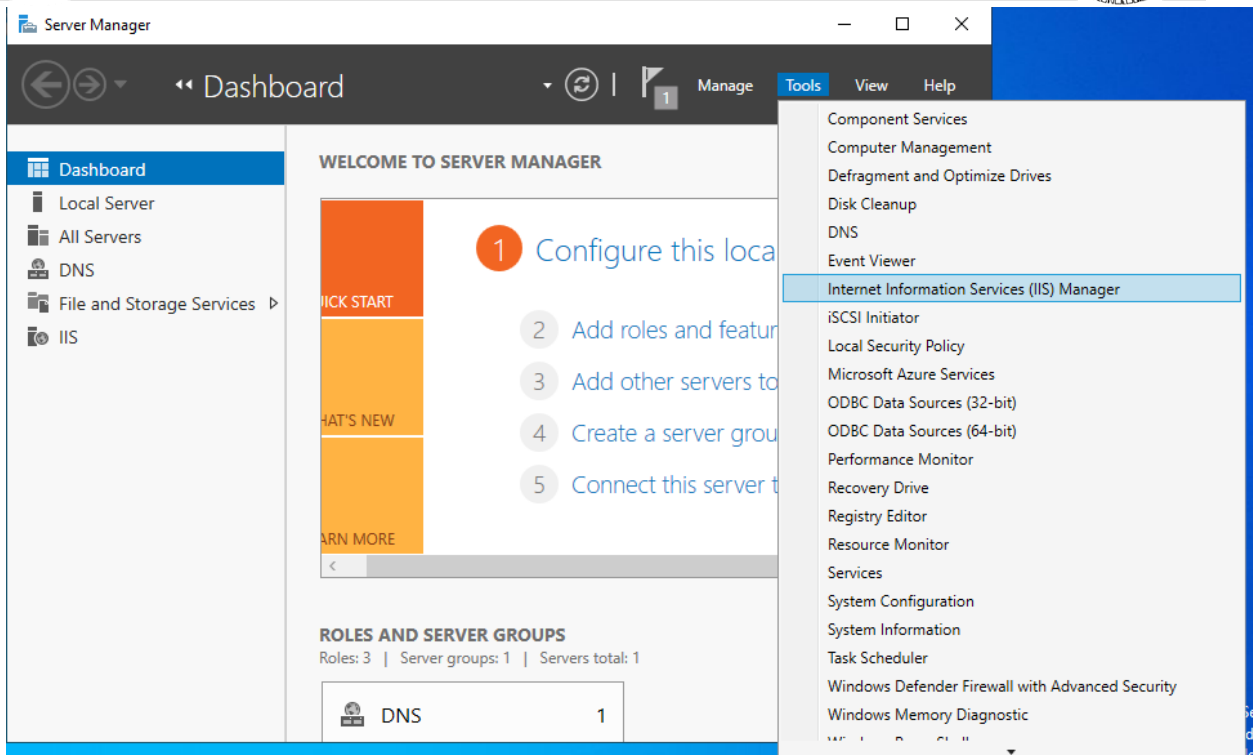 Server Manager
Dashboard
1
Manage
Tools
View
Help
Dashboard
Local Server
All Servers
DNS
File and Storage Services
IIS
WELCOME TO SERVER MANAGER
UICK START
HAT'S NEW
ARN MORE
1 Configure this loca
2 Add roles and featur
3 Add other servers to
4 Create a server grou
5 Connect this server t
ROLES AND SERVER GROUPS
Roles: 3 | Server groups: 1 | Servers total: 1
DNS 1
Component Services
Computer Management
Defragment and Optimize Drives
Disk Cleanup
DNS
Event Viewer
Internet Information Services (IIS) Manager
iSCSI Initiator
Local Security Policy
Microsoft Azure Services
ODBC Data Sources (32-bit)
ODBC Data Sources (64-bit)
Performance Monitor
Recovery Drive
Registry Editor
Resource Monitor
Services
System Configuration
System Information
Task Scheduler
Windows Defender Firewall with Advanced Security
Windows Memory Diagnostic